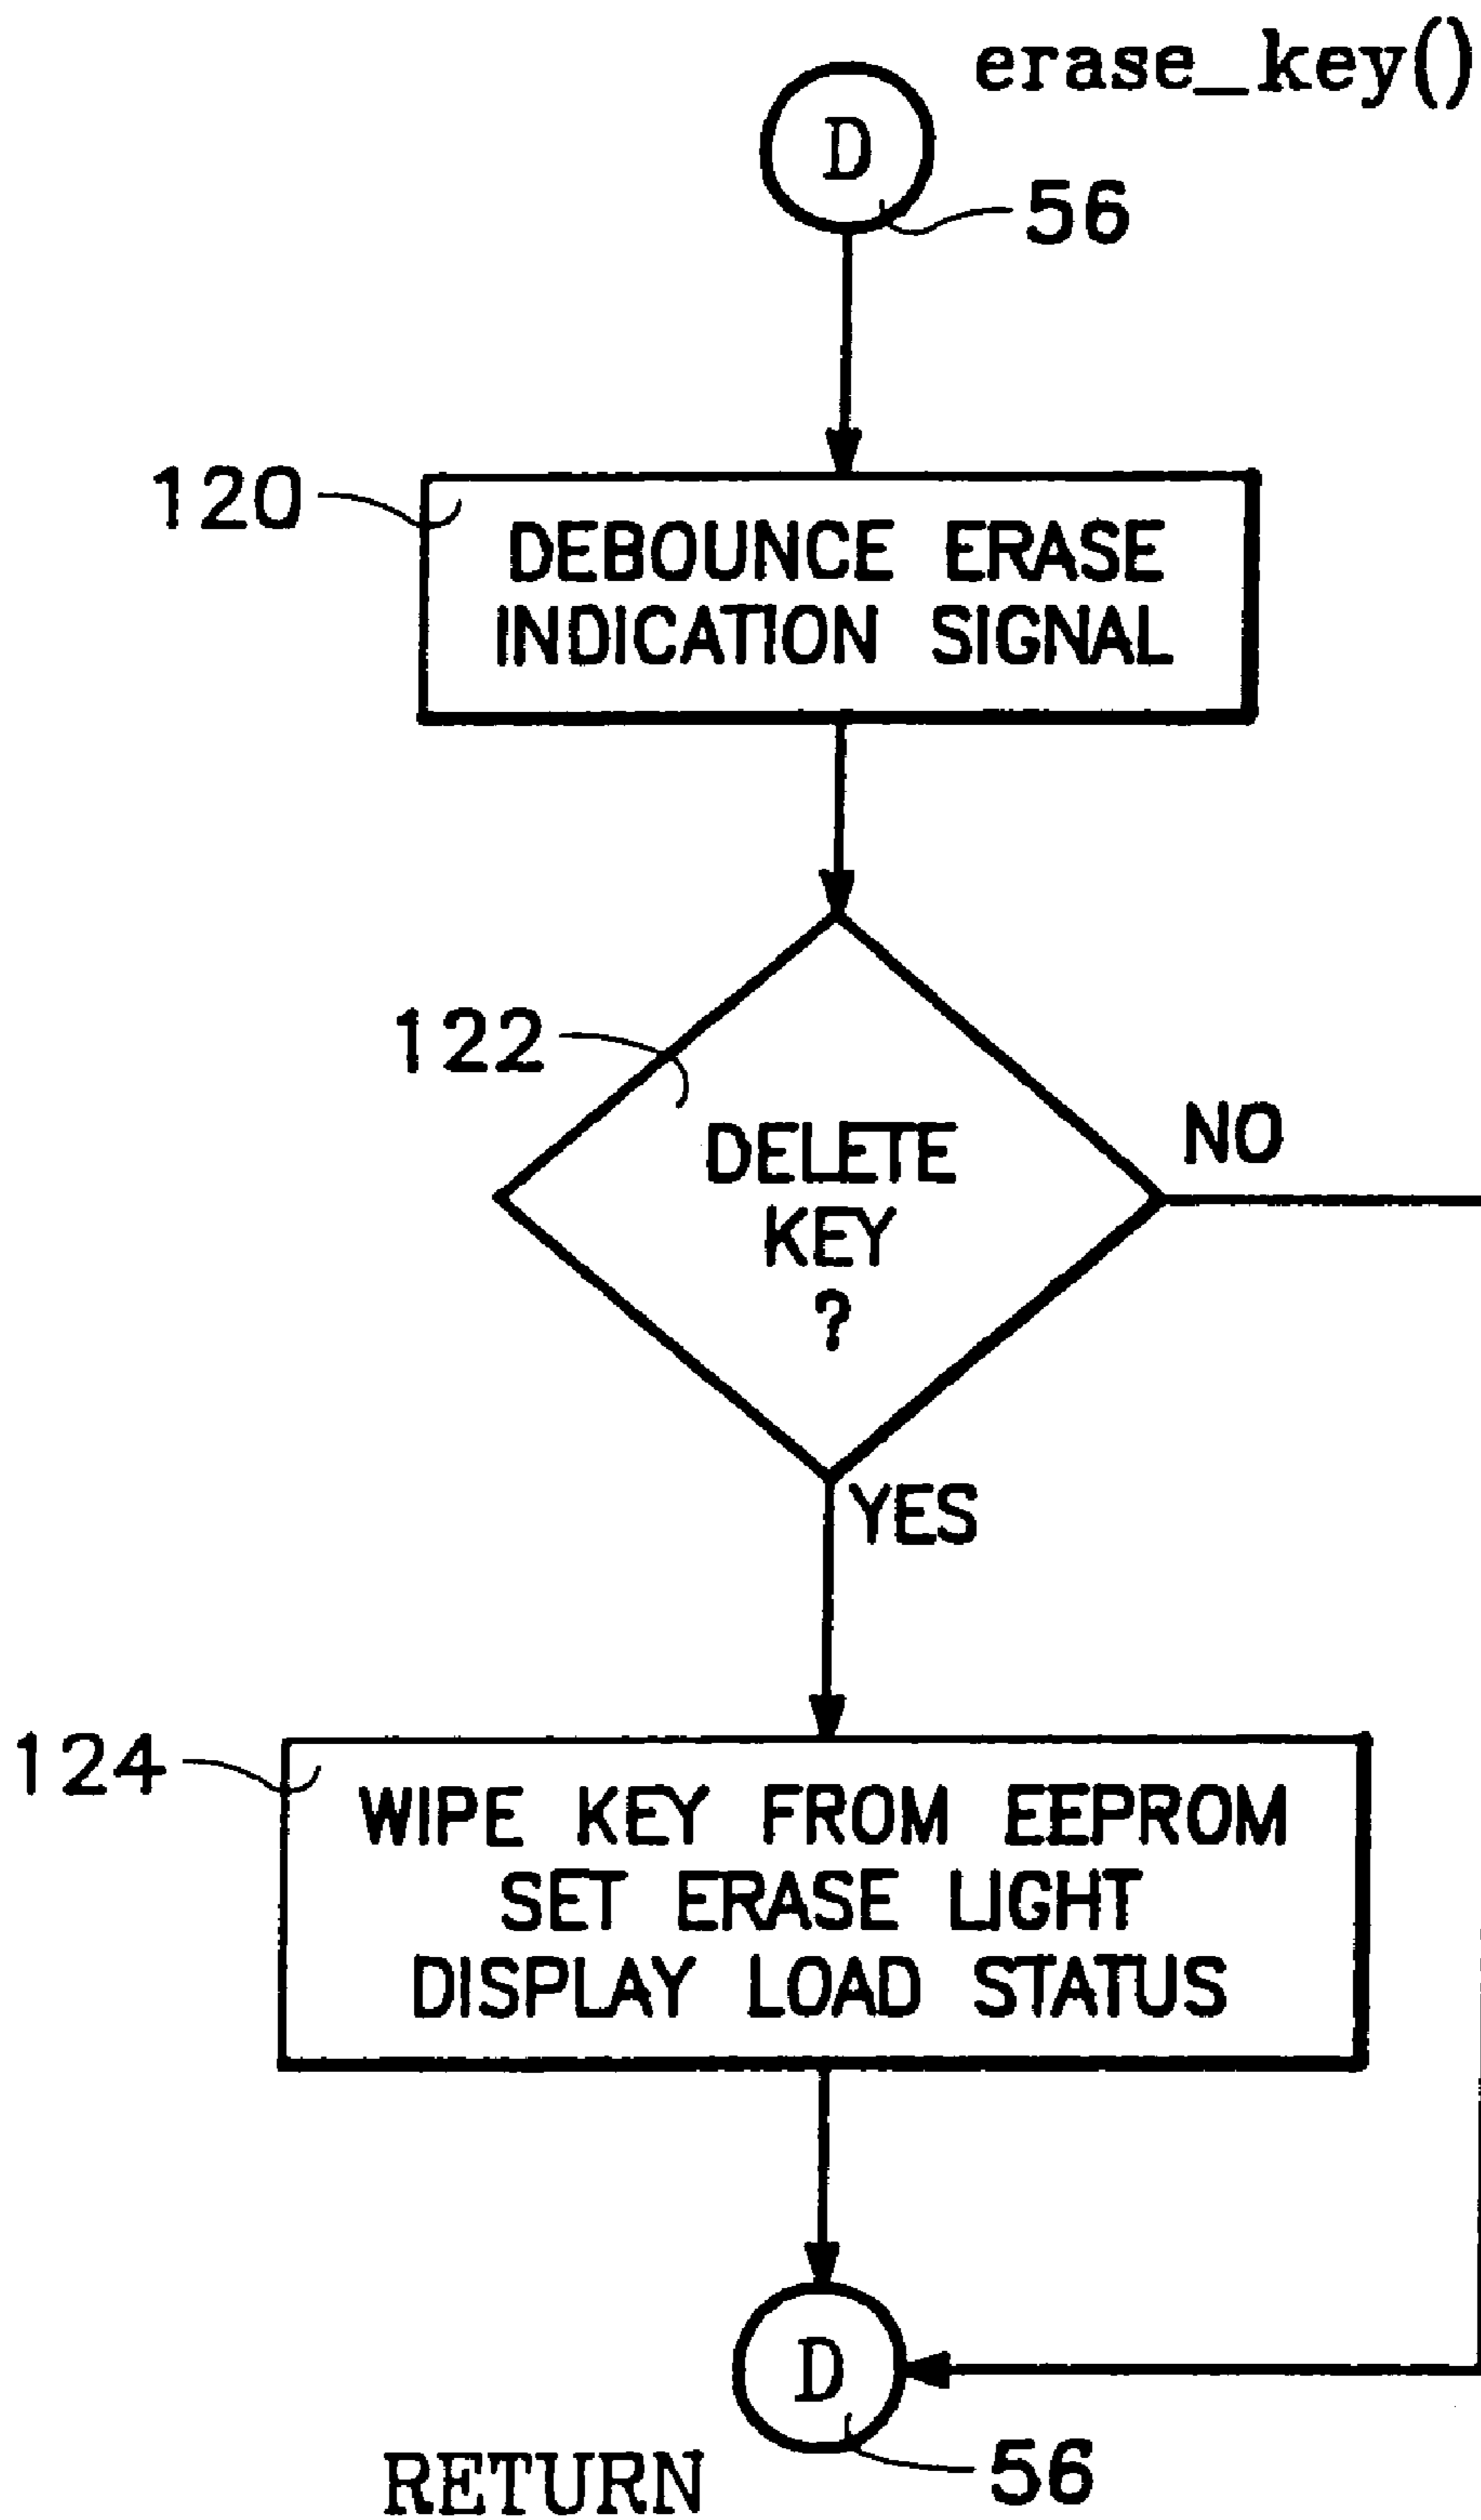 erase_key()
D
56
120
DEBOUNCE ERASE
INDICATION SIGNAL
122
DELETE
KEY
?
NO
YES
124
WIPE KEY FROM EEPROM
SET ERASE LIGHT
DISPLAY LOAD STATUS
D
RETURN
56